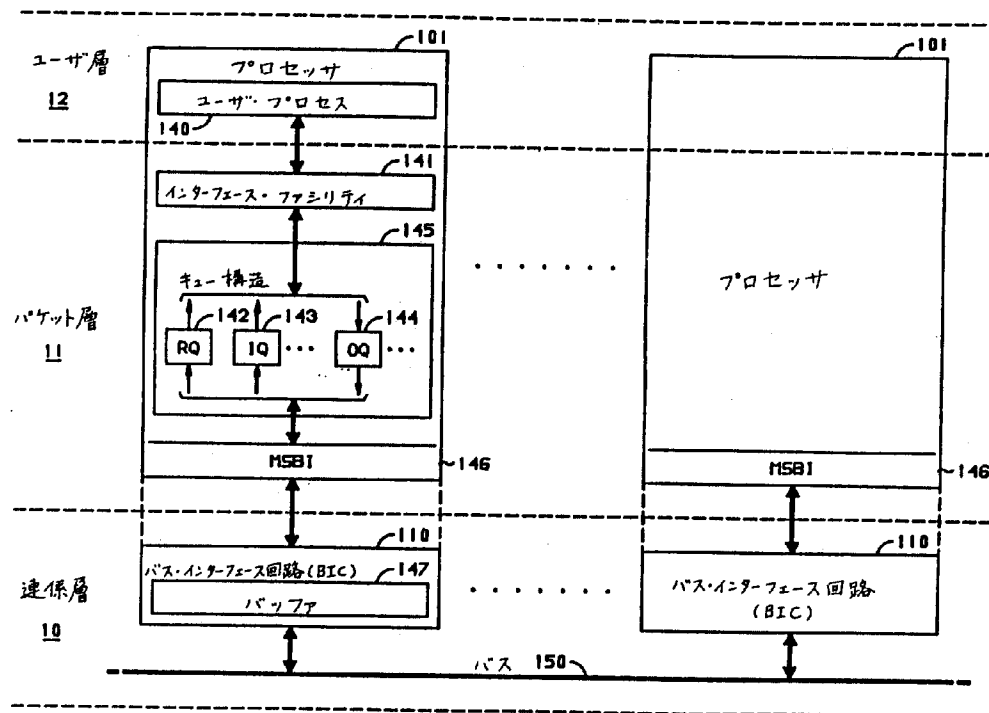 ユーザ層
12
101
プロセッサ
ユーザ・プロセス
140
101
パケット層
11
141
インターフェース・ファシリティ
145
キュー構造
142
143
144
RQ
IQ
・・・
OQ
・・・
MSBI
146
・・・・・・・
プロセッサ
MSBI
146
連係層
10
110
バス・インターフェース回路(BIC)
147
バッファ
・・・・・・・
110
バス・インターフェース回路
(BIC)
バス 150